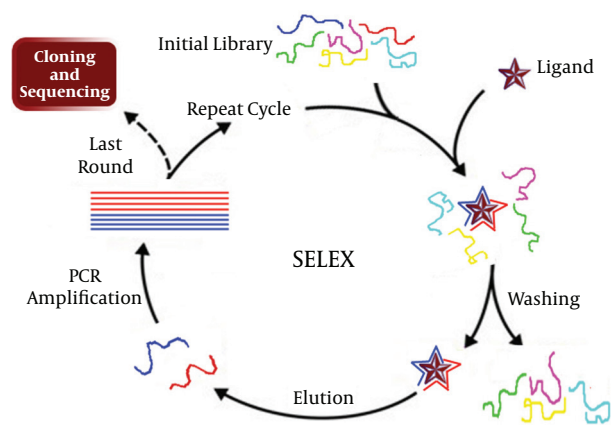 Initial Library
Ligand
Cloning
and
Sequencing
Repeat Cycle
Last
Round
SELEX
PCR
Amplification
Washing
Elution